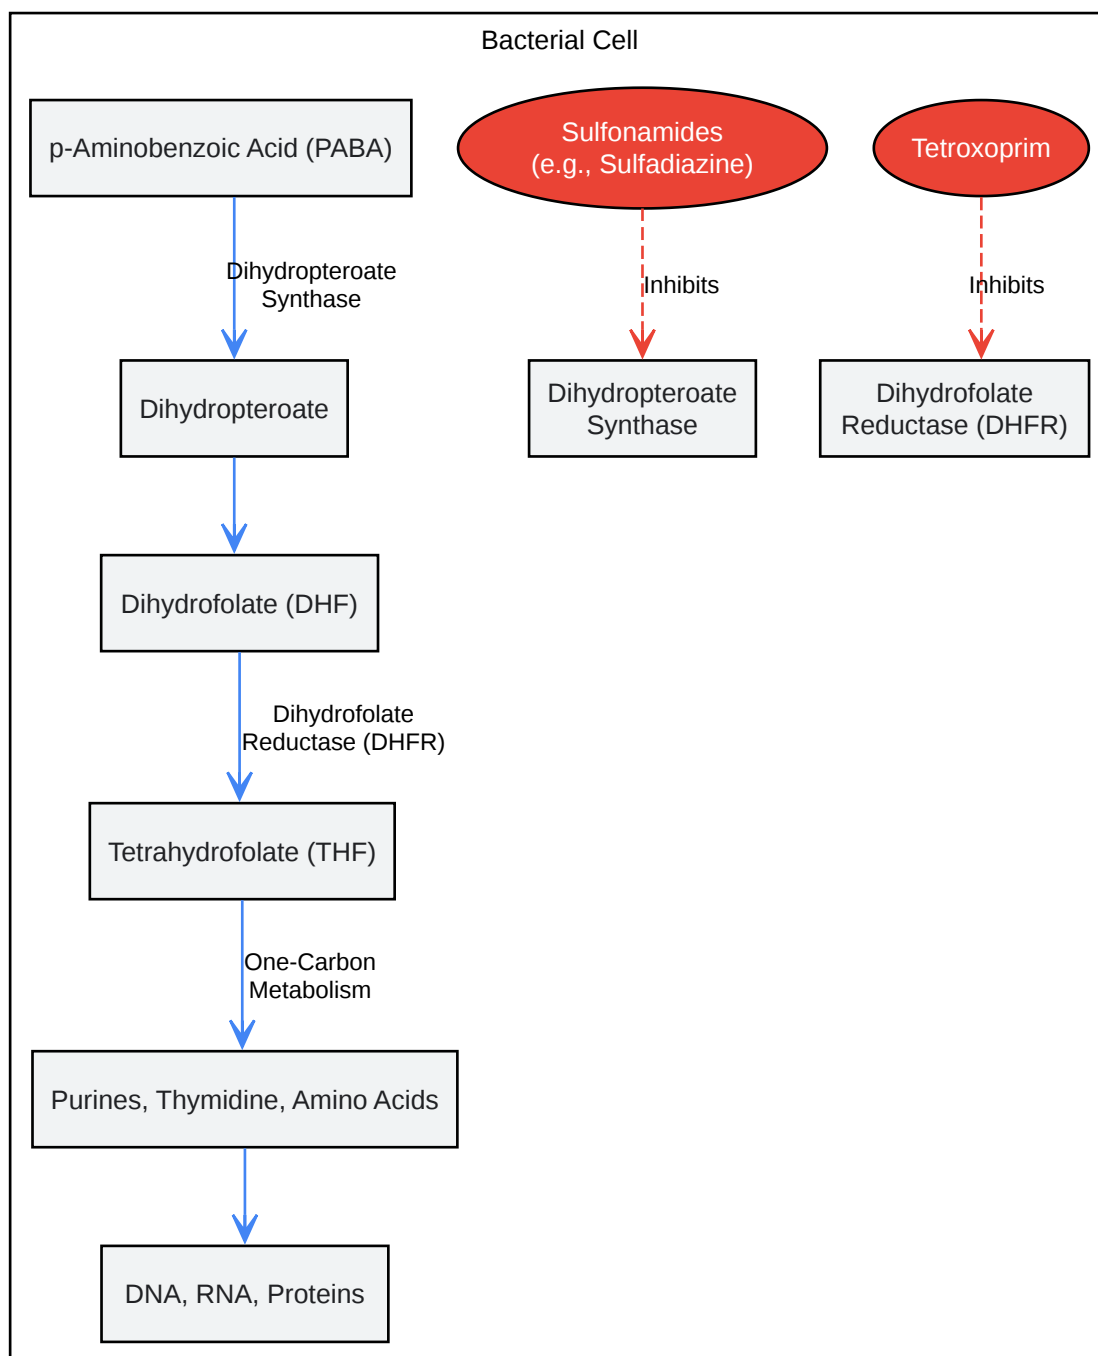 Bacterial Cell
p-Aminobenzoic Acid (PABA)
Sulfonamides
(e.g., Sulfadiazine)
Tetroxoprim
Dihydropteroate
Synthase
Inhibits
Inhibits
Dihydropteroate
Dihydropteroate
Synthase
Dihydrofolate
Reductase (DHFR)
Dihydrofolate (DHF)
Dihydrofolate
Reductase (DHFR)
Tetrahydrofolate (THF)
One-Carbon
Metabolism
Purines, Thymidine, Amino Acids
DNA, RNA, Proteins